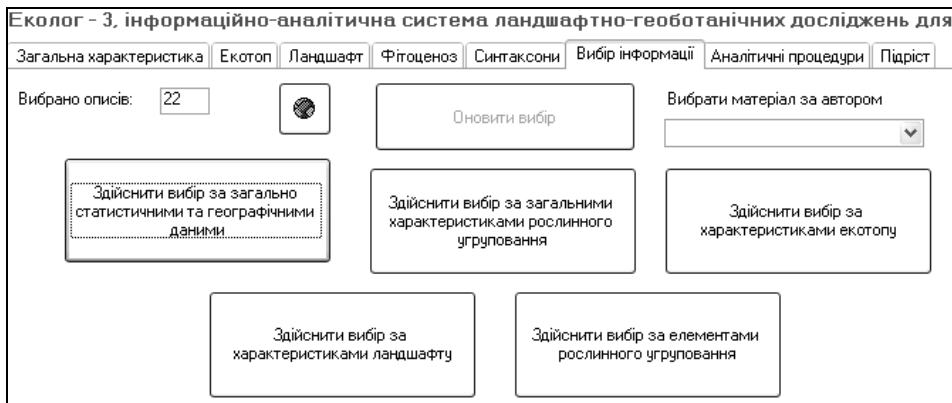 Еколог - 3, інформаційно-аналітична система ландшафтно-геоботанічних досліджень для
Загальна характеристика Екотоп Ландшафт Фітоценоз Синтаксони Вибір інформації Аналітичні процедури Підріст
Вибрано описів: 22
Оновити вибір
Вибрати матеріал за автором
Здійснити вибір за загально
статистичними та географічними
даними
Здійснити вибір за загальними
характеристиками рослинного
угруповання
Здійснити вибір за
характеристиками екотопу
Здійснити вибір за
характеристиками ландшафту
Здійснити вибір за елементами
рослинного угруповання